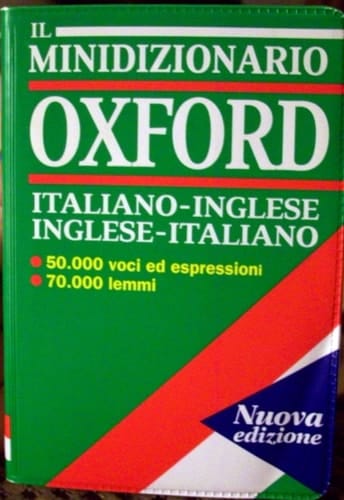 IL
MINIDIZIONARIO
OXFORD
ITALIANO-INGLESE
INGLESE-ITALIANO
50.000 voci ed espressioni
70.000 lemmi
Nuova
edizione